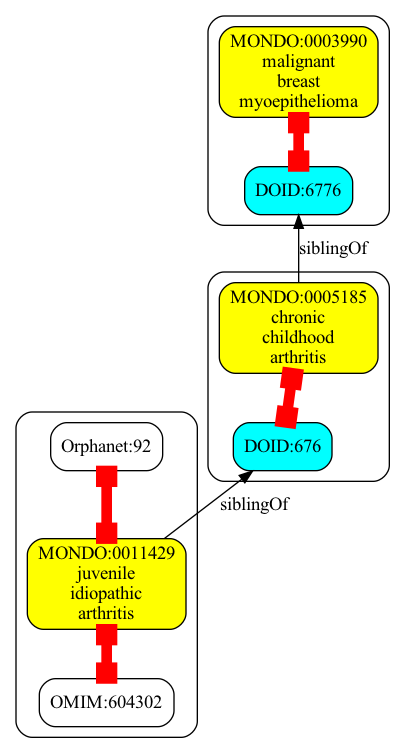 MONDO:0003990
malignant
breast
myoepithelioma
DOID:6776
siblingOf
MONDO:0005185
chronic
childhood
arthritis
DOID:676
Orphanet:92
siblingOf
MONDO:0011429
juvenile
idiopathic
arthritis
OMIM:604302